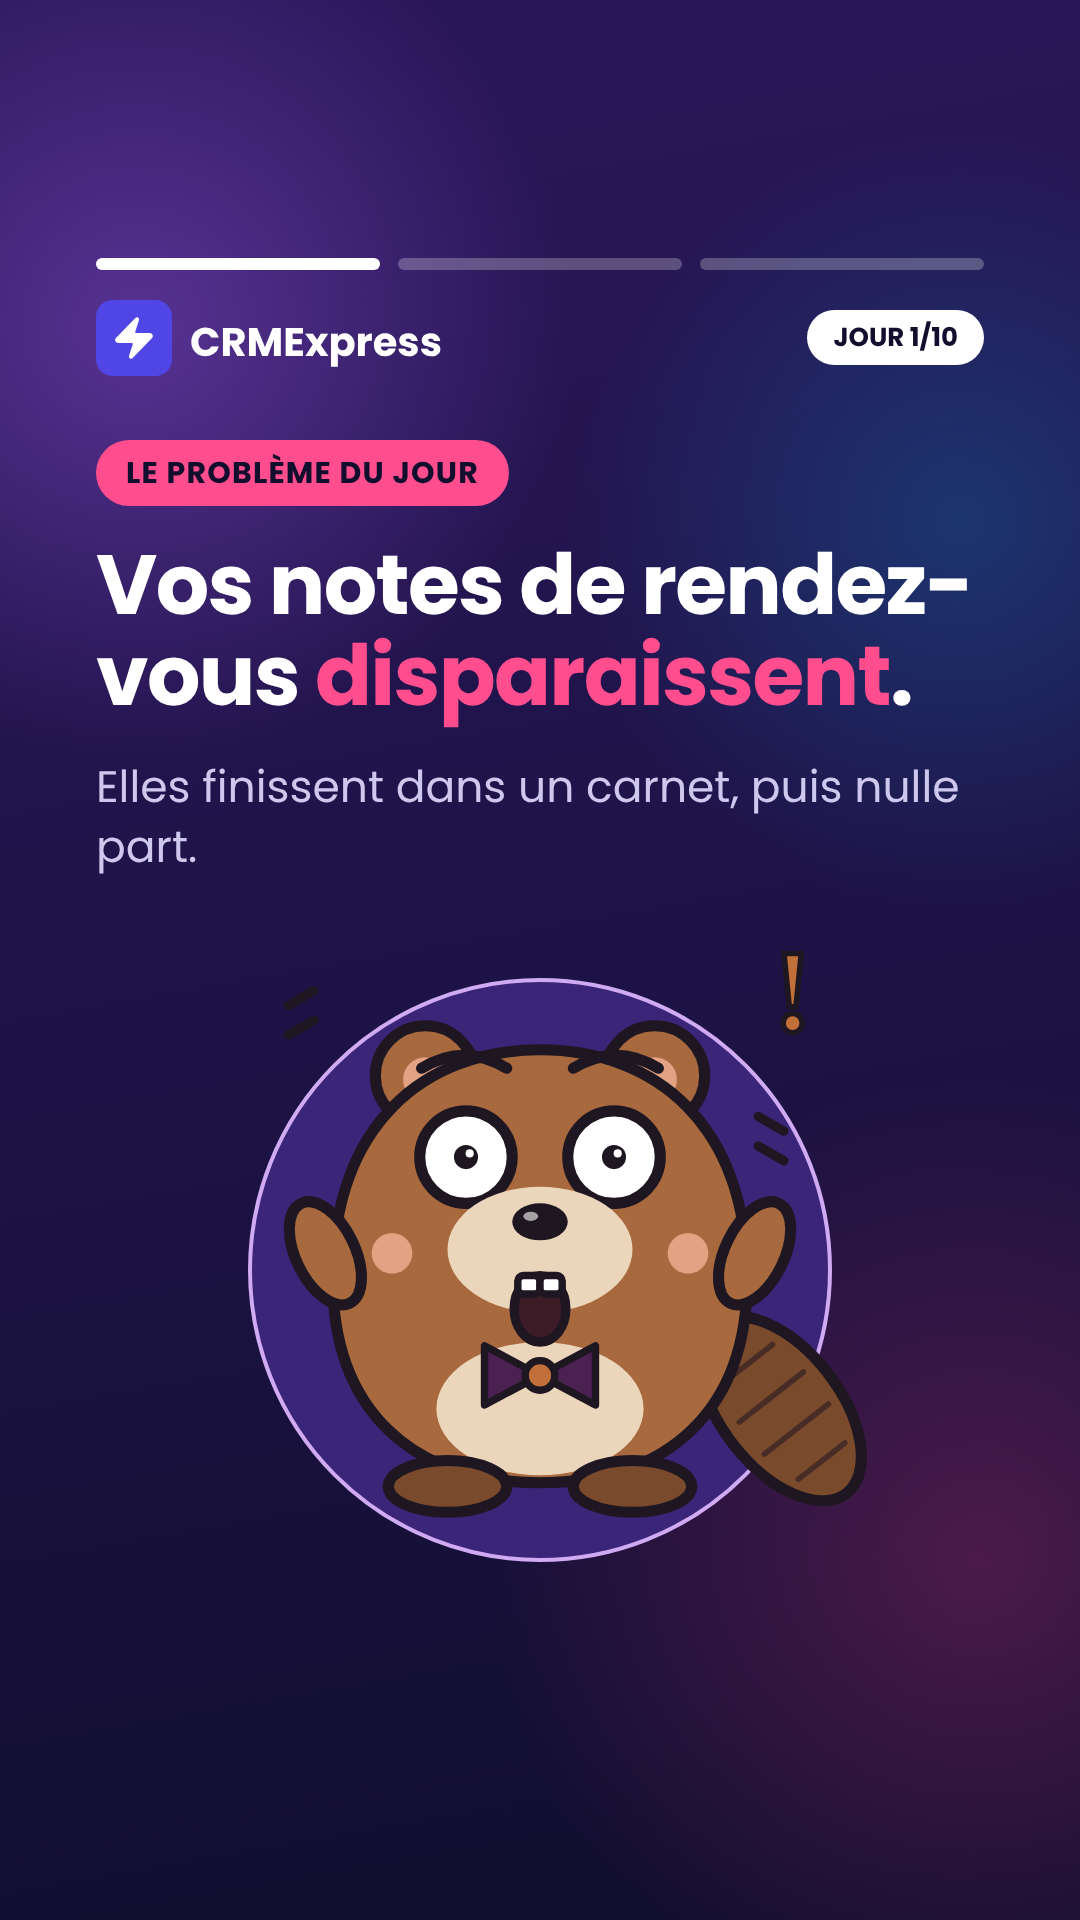 CRMExpress
JOUR 1/10
LE PROBLÈME DU JOUR
Vos notes de rendez-
vous disparaissent.
Elles finissent dans un carnet, puis nulle
part.
!